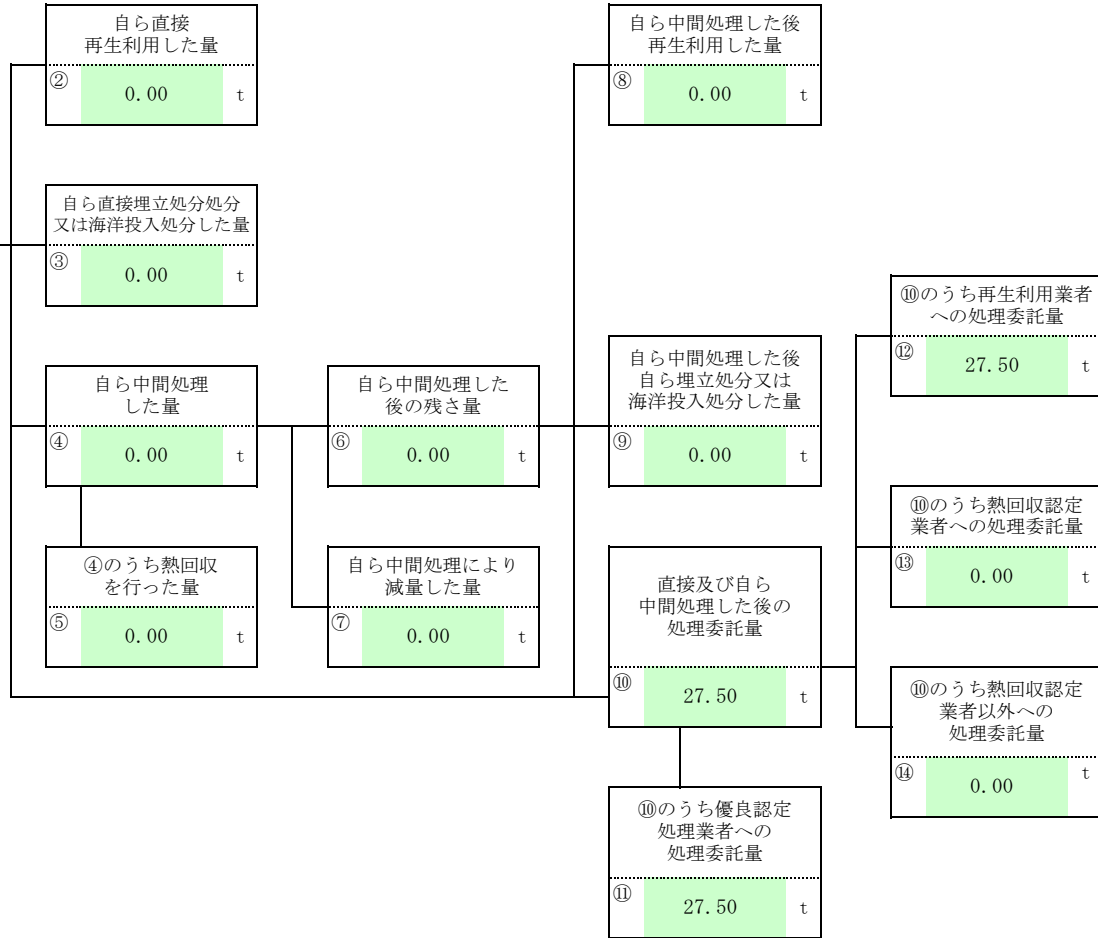 自ら直接
再生利用した量
② 0.00 t
自ら直接埋立処分処分
又は海洋投入処分した量
③ 0.00 t
自ら中間処理
した量
④ 0.00 t
④のうち熱回収
を行った量
⑤ 0.00 t
自ら中間処理した
後の残さ量
⑥ 0.00 t
自ら中間処理により
減量した量
⑦ 0.00 t
自ら中間処理した後
再生利用した量
⑧ 0.00 t
自ら中間処理した後
自ら埋立処分又は
海洋投入処分した量
⑨ 0.00 t
直接及び自ら
中間処理した後の
処理委託量
⑩ 27.50 t
⑩のうち優良認定
処理業者への
処理委託量
⑪ 27.50 t
⑩のうち再生利用業者
への処理委託量
⑫ 27.50 t
⑩のうち熱回収認定
業者への処理委託量
⑬ 0.00 t
⑩のうち熱回収認定
業者以外への
処理委託量
⑭ 0.00 t